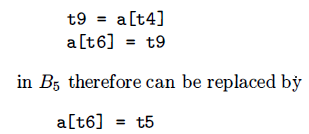 t9 = a[t4]
a[t6] = t9
in B5 therefore can be replaced by
a[t6] = t5